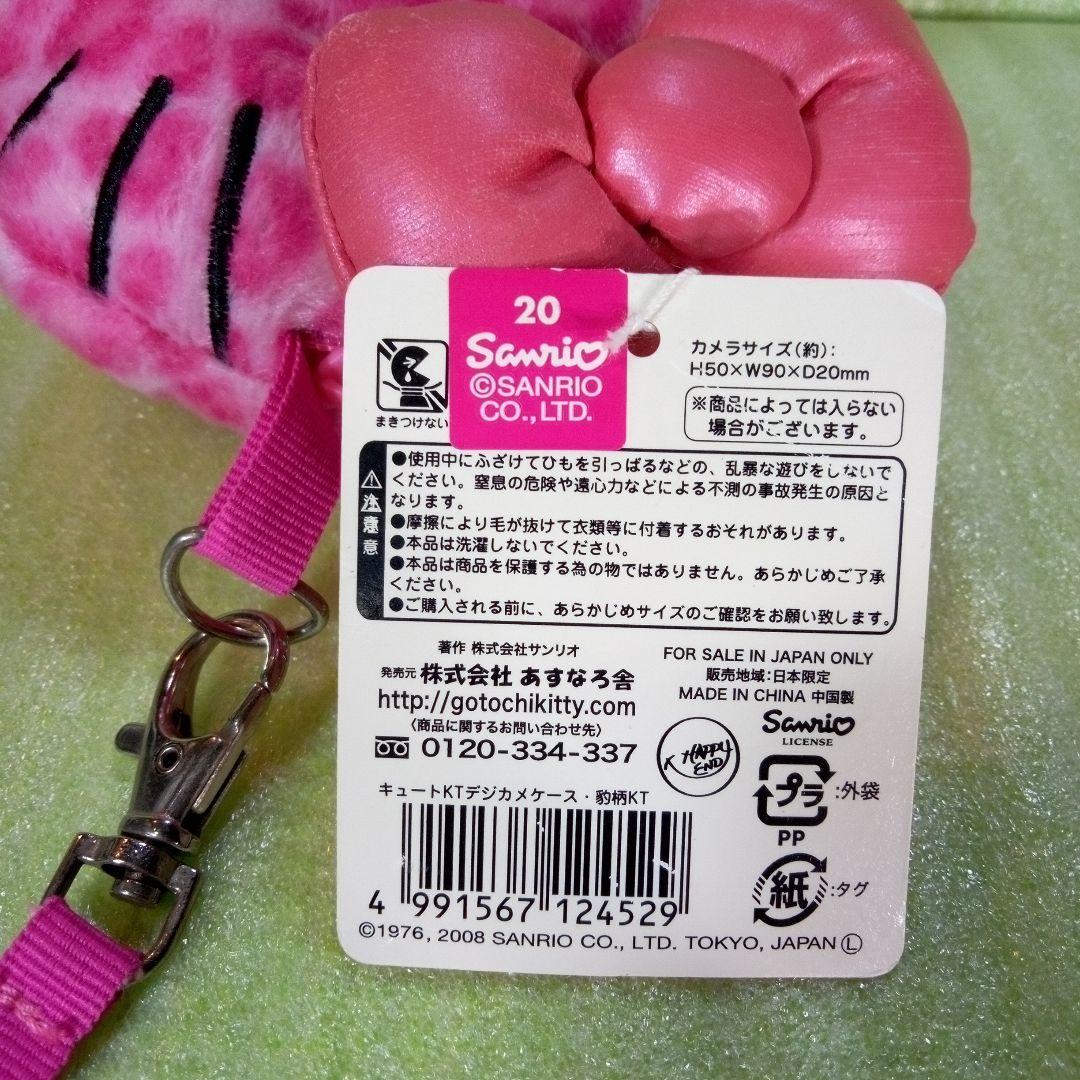 20
Sanrio
©SANRIO
CO., LTD.
まきつけない
カメラサイズ(約):
H50×W90×D20mm
※商品によっては入らない
場合がございます。
⚠注意
注意
●使用中にふざけてひもを引っぱるなどの、乱暴な遊びをしないで
ください。窒息の危険や遠心力などによる不測の事故発生の原因と
なります。
●摩擦により毛が抜けて衣類等に付着するおそれがあります。
●本品は洗濯しないでください。
●本品は商品を保護する為の物ではありません。あらかじめご了承
ください。
●ご購入される前に、あらかじめサイズのご確認をお願い致します。
著作 株式会社サンリオ
発売元 株式会社 あすなろ舎
http://gotochikitty.com
〈商品に関するお問い合わせ先〉
0120-334-337
FOR SALE IN JAPAN ONLY
販売地域:日本限定
MADE IN CHINA 中国製
HAPPY
END
Sanrio
LICENSE
プラ:外袋
PP
紙:タグ
キュートKTデジカメケース・豹柄KT
4 991567 124529
©1976, 2008 SANRIO CO., LTD. TOKYO, JAPAN Ⓛ